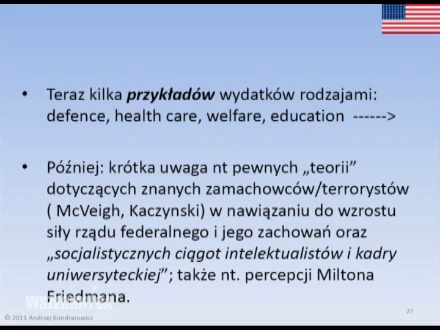 • Teraz kilka przykładów wydatków rodzajami:
defence, health care, welfare, education ------>
• Później: krótka uwaga nt pewnych „teorii”
dotyczących znanych zamachowców/terrorystów
( McVeigh, Kaczynski) w nawiązaniu do wzrostu
siły rządu federalnego i jego zachowań oraz
„socjalistycznych ciągot intelektualistów i kadry
uniwersyteckiej”; także nt. percepcji Miltona
Friedmana.
© 2011 Andrzej Kondratowicz